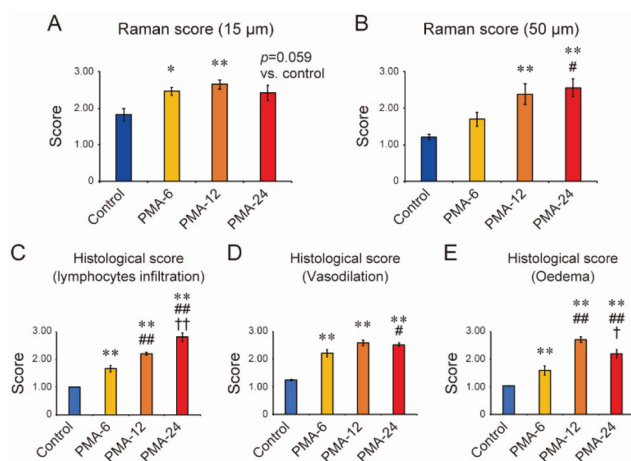 A
Raman score (15 μm)
p=0.059
vs. control
*
**
3.00
2.00
1.00
0
Score
Control
PMA-6
PMA-12
PMA-24
B
Raman score (50 μm)
**
**
#
3.00
2.00
1.00
0
Score
Control
PMA-6
PMA-12
PMA-24
C
Histological score
(lymphocytes infiltration)
**
**
##
**
##
††
3.00
2.00
1.00
0
Score
Control
PMA-6
PMA-12
PMA-24
D
Histological score
(Vasodilation)
**
**
**
#
3.00
2.00
1.00
0
Score
Control
PMA-6
PMA-12
PMA-24
E
Histological score
(Oedema)
**
**
##
**
##
†
3.00
2.00
1.00
0
Score
Control
PMA-6
PMA-12
PMA-24